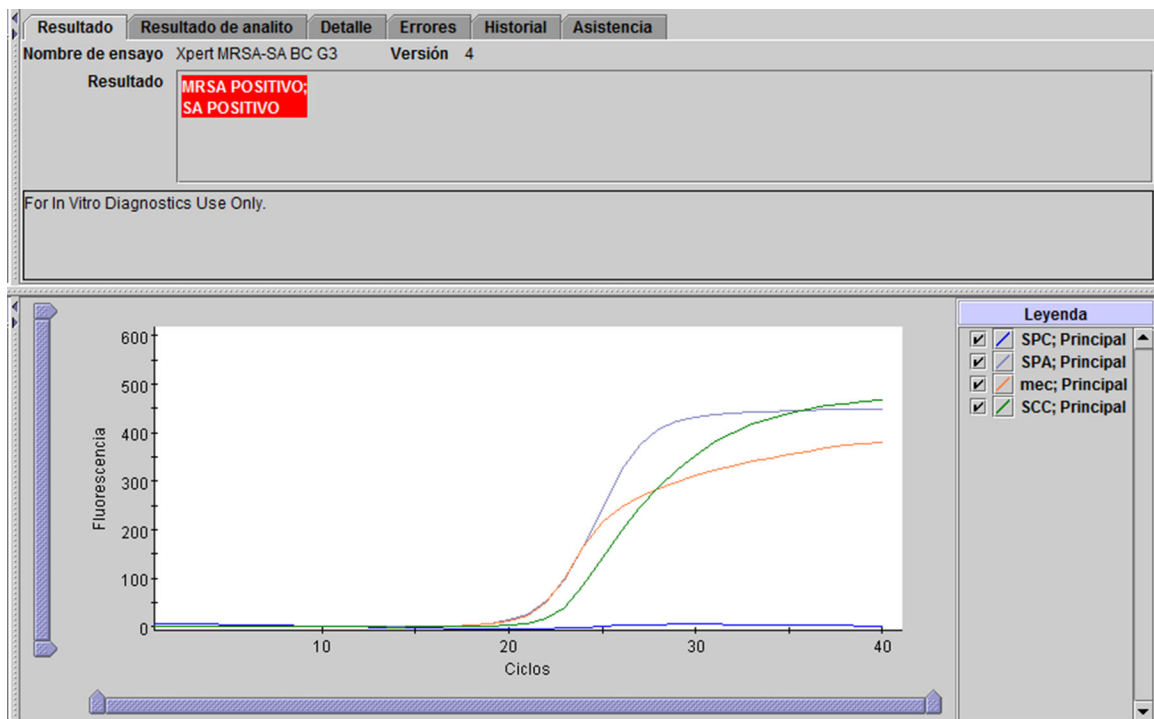 Resultado Resultado de analito Detalle Errores Historial Asistencia
Nombre de ensayo Xpert MRSA-SA BC G3 Versión 4
Resultado
MRSA POSITIVO;
SA POSITIVO
For In Vitro Diagnostics Use Only.
Fluorescencia
600
500
400
300
200
100
0
10 20 30 40
Ciclos
Leyenda
SPC; Principal
SPA; Principal
mec; Principal
SCC; Principal